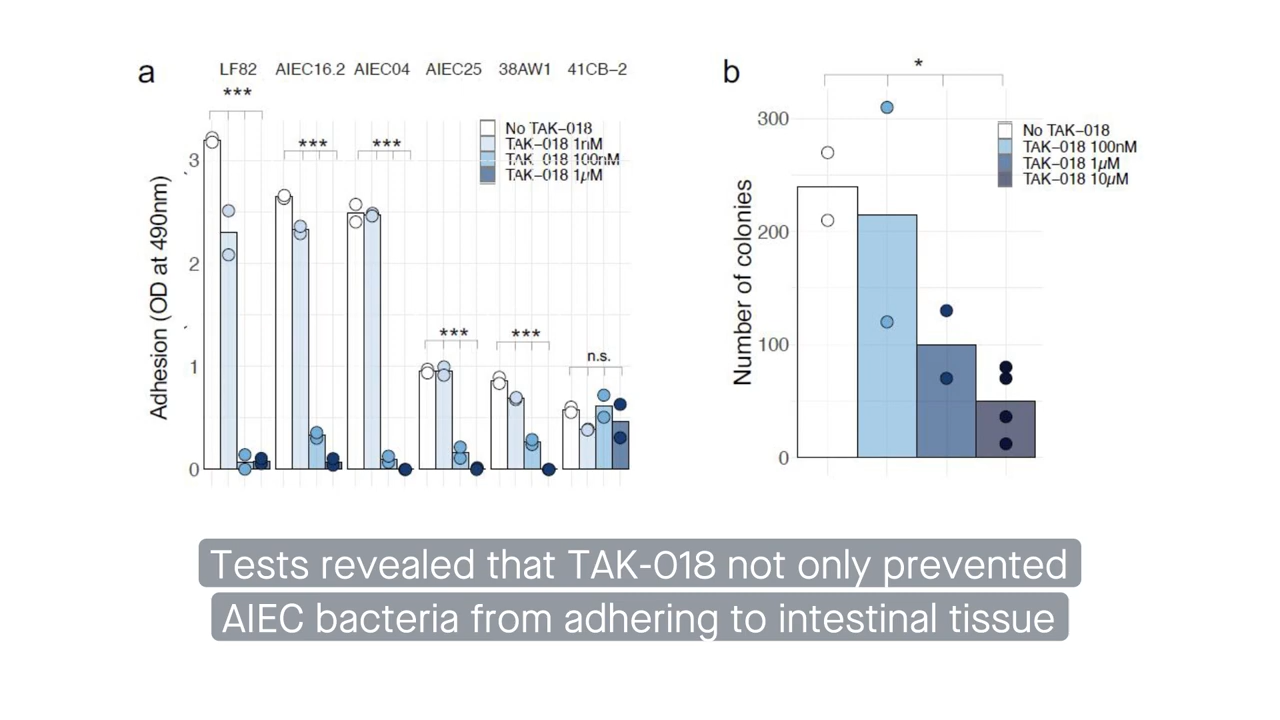 a
LF82 AIEC16.2 AIEC04 AIEC25 38AW1 41CB–2
*** *** *** *** *** n.s.
No TAK–018
TAK–018 1nM
TAK–018 100nM
TAK–018 1µM
Adhesion (OD at 490nm)
3
2
1
0
b
*
No TAK–018
TAK–018 100nM
TAK–018 1µM
TAK–018 10µM
Number of colonies
300
200
100
0
Tests revealed that TAK-018 not only prevented
AIEC bacteria from adhering to intestinal tissue